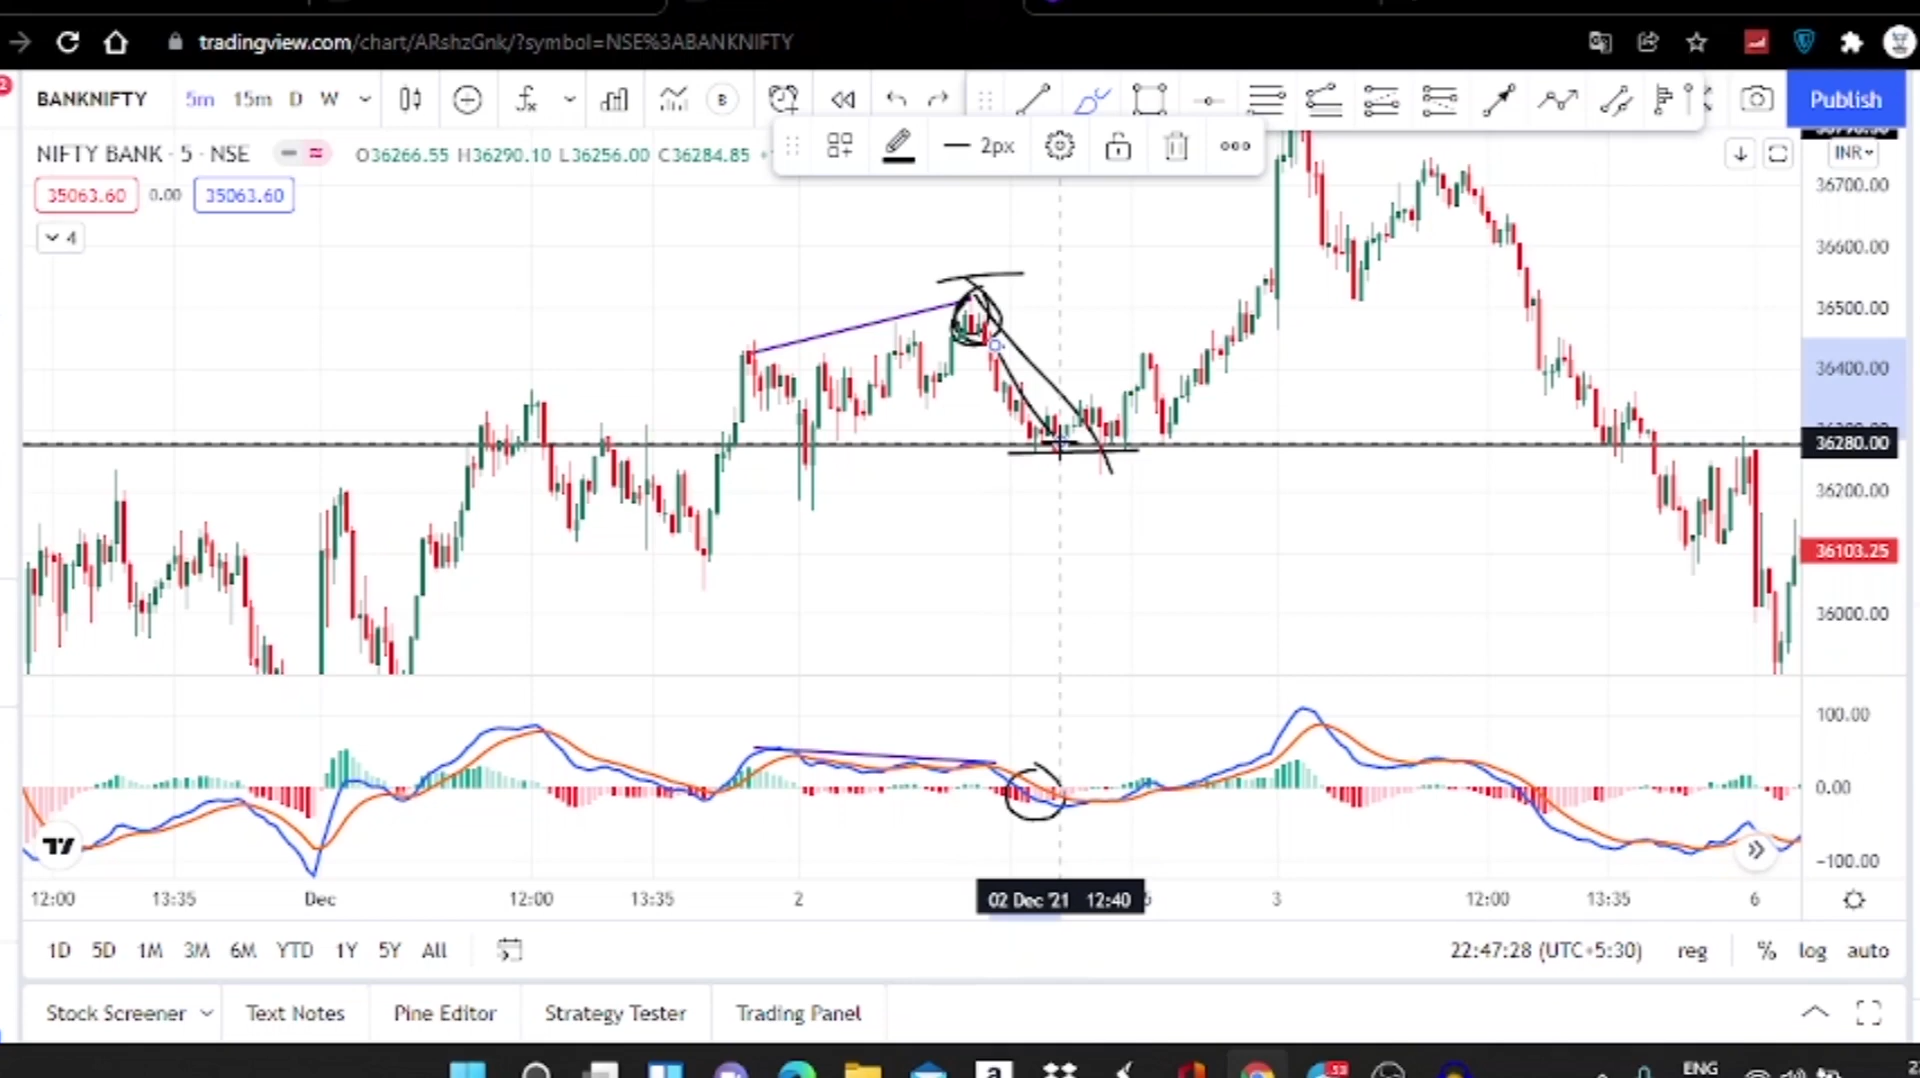 tradingview.com/chart/ARshzGnk/?symbol=NSE%3ABANKNIFTY
BANKNIFTY 5m 15m D W B Publish
NIFTY BANK · 5 · NSE O36266.55 H36290.10 L36256.00 C36284.85 2px INR
35063.60 0.00 35063.60
4
36700.00
36600.00
36500.00
36400.00
36280.00
36200.00
36103.25
36000.00
100.00
0.00
−100.00
12:00 13:35 Dec 12:00 13:35 2 02 Dec '21 12:40 3 12:00 13:35 6
1D 5D 1M 3M 6M YTD 1Y 5Y All 22:47:28 (UTC+5:30) reg % log auto
Stock Screener Text Notes Pine Editor Strategy Tester Trading Panel
a 53 ENG